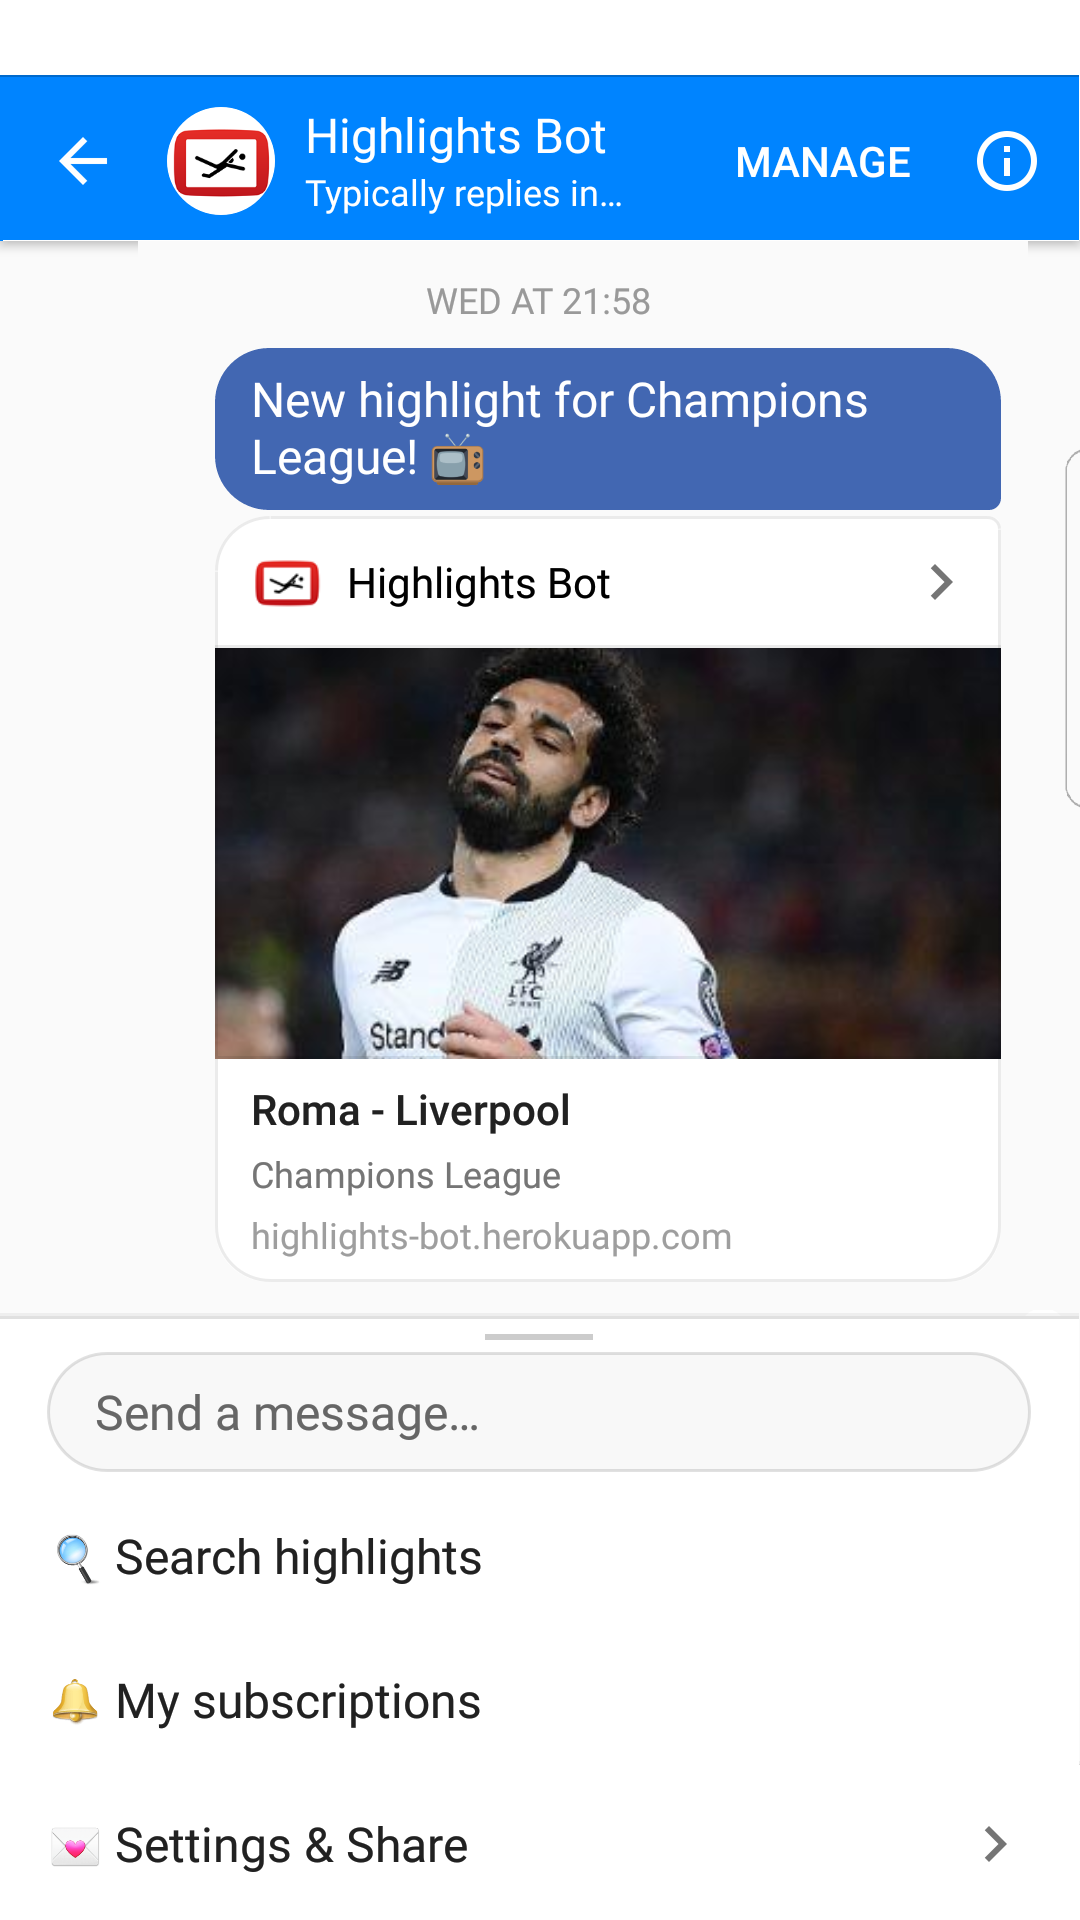 Highlights Bot
Typically replies in...
MANAGE
WED AT 21:58
New highlight for Champions
League!
Highlights Bot
LFC
Stand
Roma - Liverpool
Champions League
highlights-bot.herokuapp.com
Send a message...
Search highlights
My subscriptions
Settings & Share